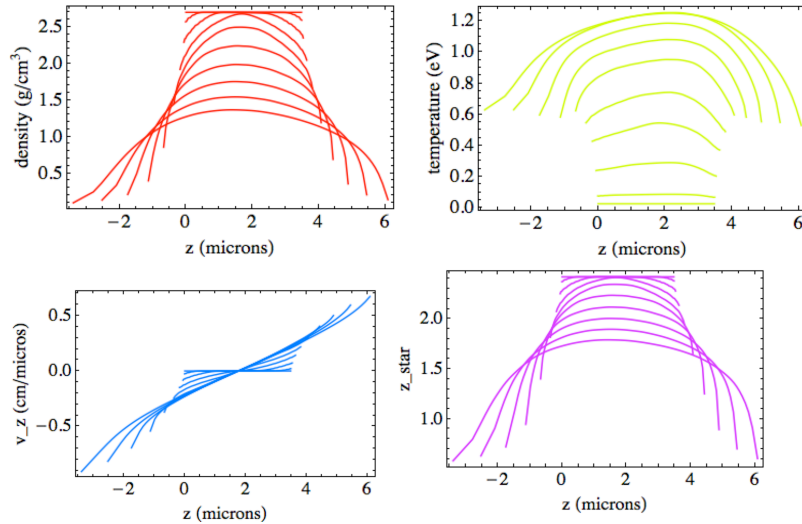 2.5
2.0
1.5
1.0
0.5
density (g/cm³)
−2 0 2 4 6
z (microns)
1.2
1.0
0.8
0.6
0.4
0.2
0.0
temperature (eV)
−2 0 2 4 6
z (microns)
0.5
0.0
−0.5
v_z (cm/micros)
−2 0 2 4 6
z (microns)
2.0
1.5
1.0
z_star
−2 0 2 4 6
z (microns)